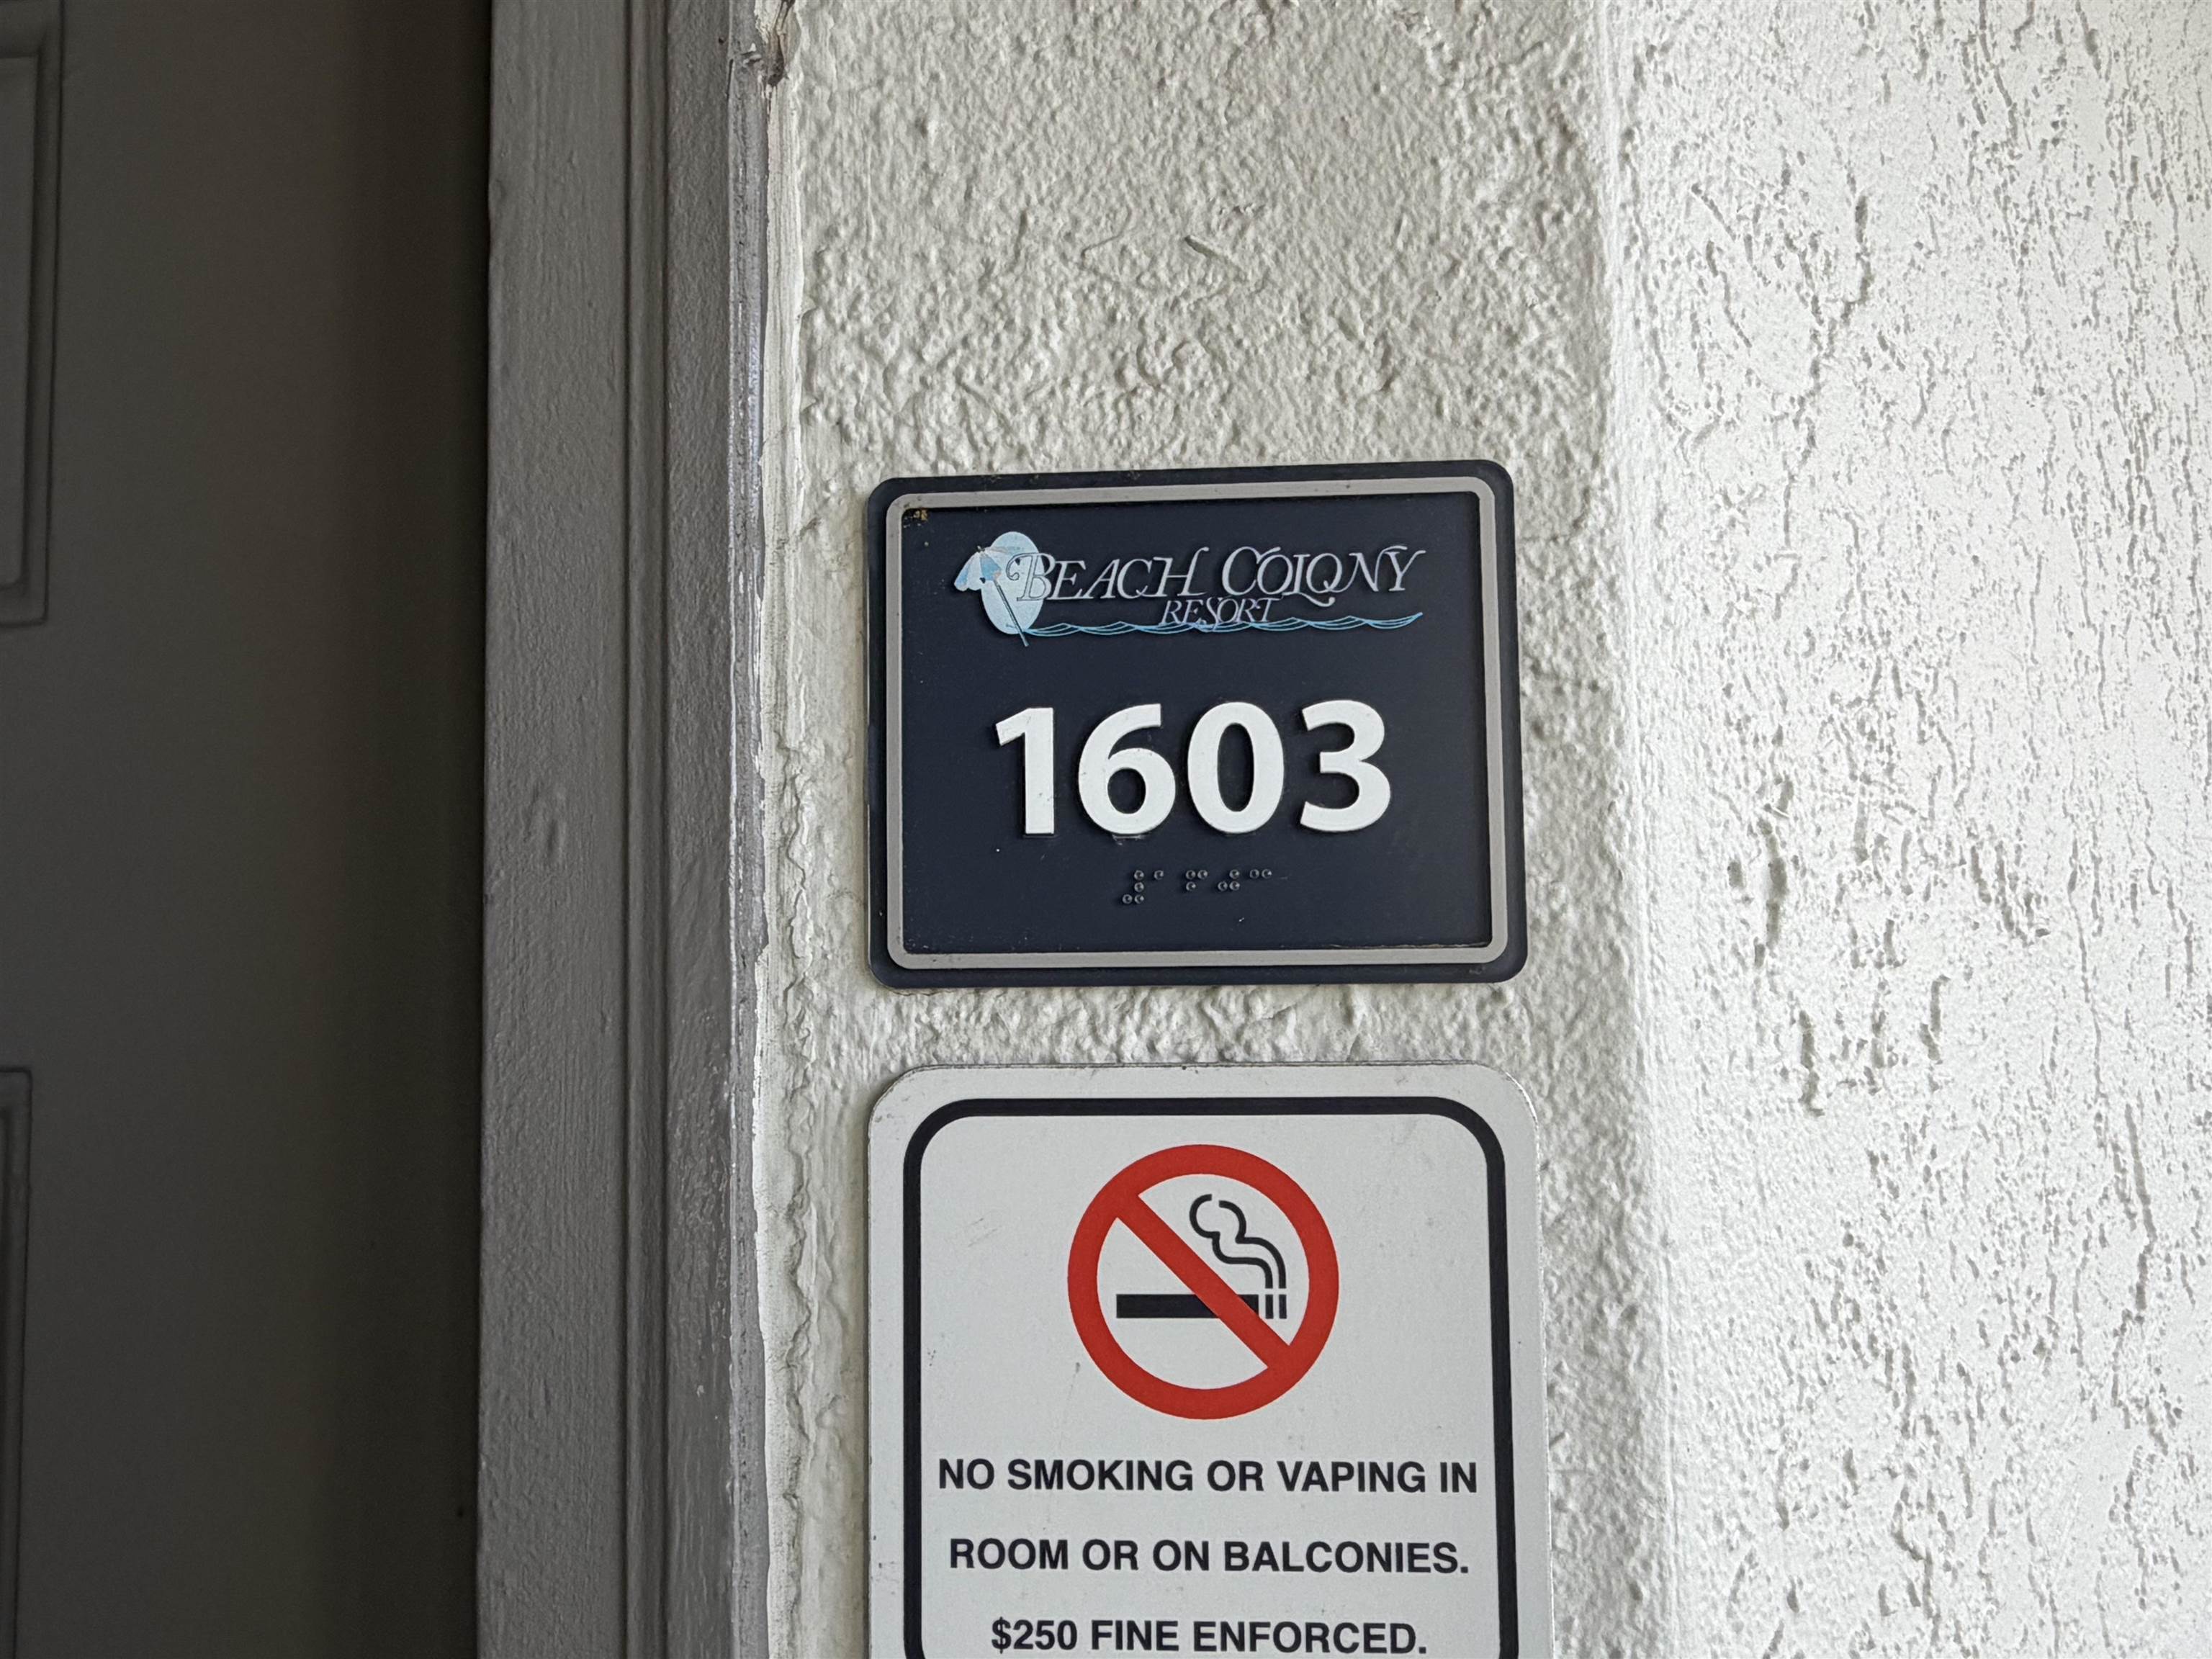 BEACH COLONY
RESORT
1603
⠼⠁⠋⠚⠉
NO SMOKING OR VAPING IN
ROOM OR ON BALCONIES.
$250 FINE ENFORCED.